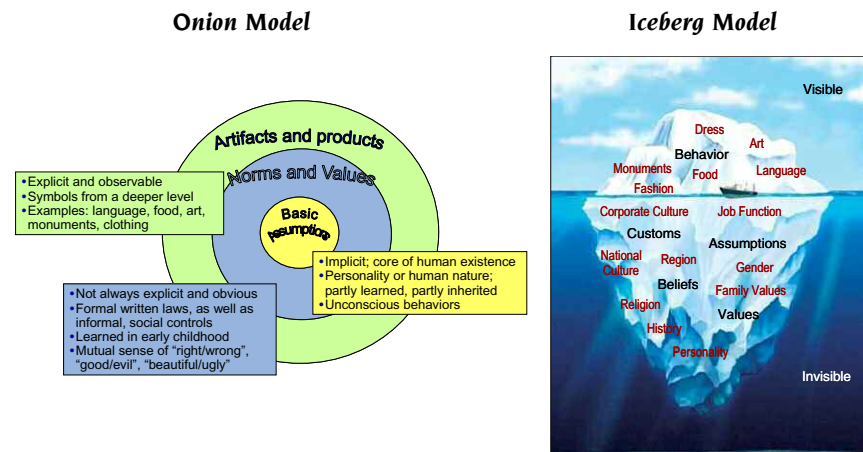 Onion Model
Iceberg Model
Artifacts and products
Norms and Values
Basic
Assumptions
•Explicit and observable
•Symbols from a deeper level
•Examples: language, food, art,
monuments, clothing
•Implicit; core of human existence
•Personality or human nature;
partly learned, partly inherited
•Unconscious behaviors
•Not always explicit and obvious
•Formal written laws, as well as
informal, social controls
•Learned in early childhood
•Mutual sense of “right/wrong”,
“good/evil”, “beautiful/ugly”
Visible
Dress
Art
Behavior
Monuments
Food
Language
Fashion
Corporate Culture
Job Function
Customs
Assumptions
National
Culture
Region
Gender
Beliefs
Family Values
Religion
Values
History
Personality
Invisible